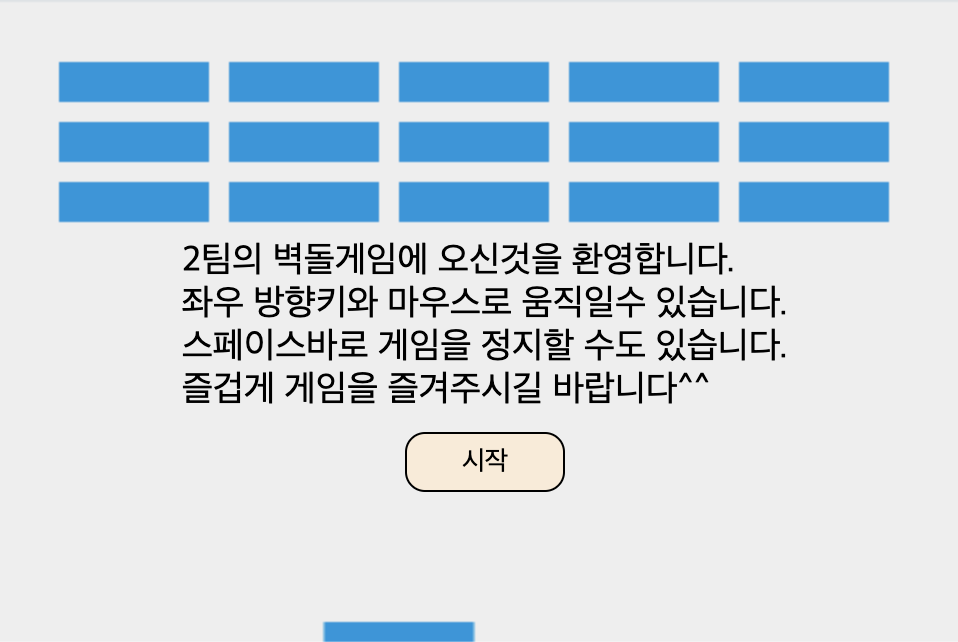 2팀의 벽돌게임에 오신것을 환영합니다.
좌우 방향키와 마우스로 움직일수 있습니다.
스페이스바로 게임을 정지할 수도 있습니다.
즐겁게 게임을 즐겨주시길 바랍니다^^
시작